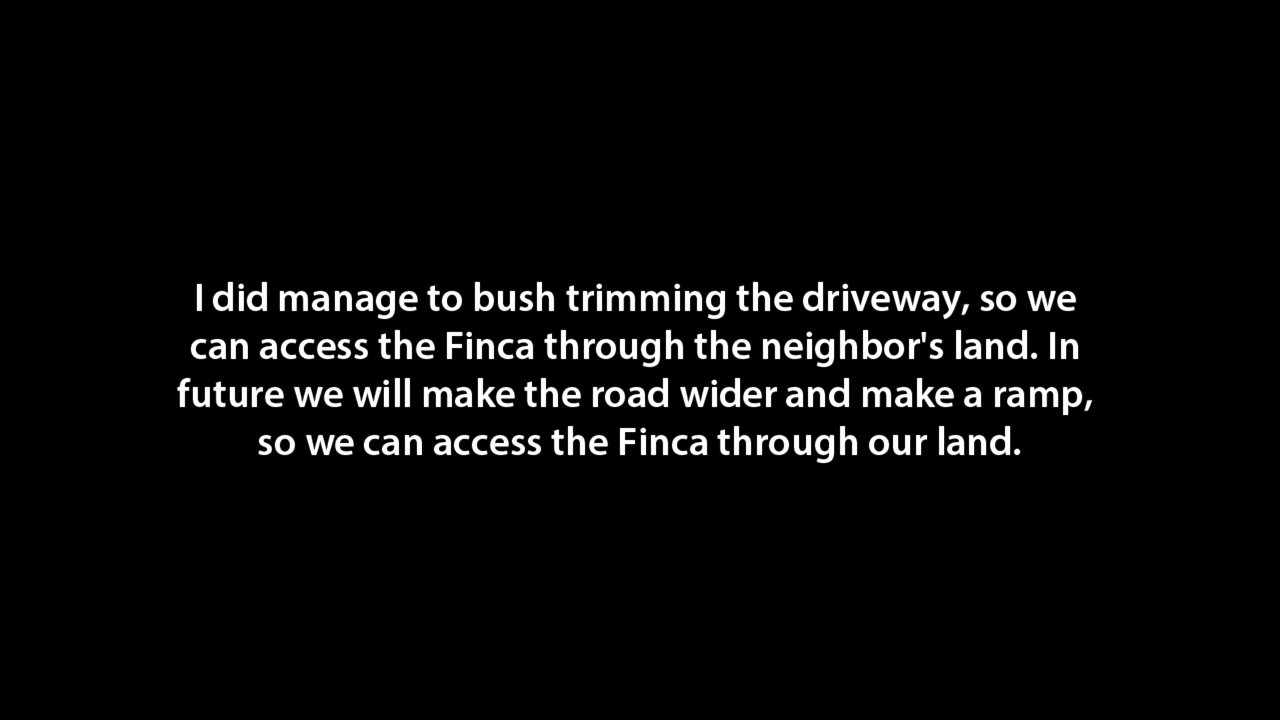 I did manage to bush trimming the driveway, so we
can access the Finca through the neighbor's land. In
future we will make the road wider and make a ramp,
so we can access the Finca through our land.